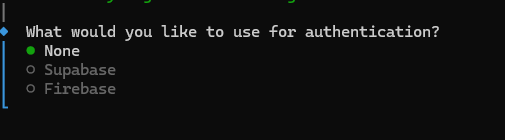 What would you like to use for authentication?
None
Supabase
Firebase